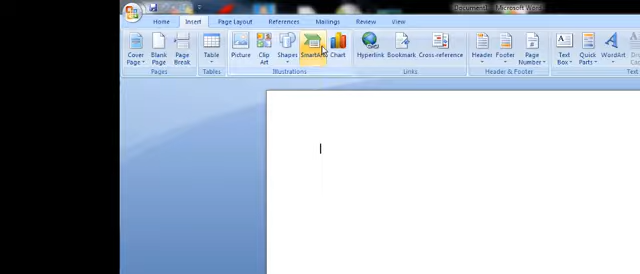 Document1 - Microsoft Word
Home Insert Page Layout References Mailings Review View
Cover Page Blank Page Page Break Table Picture Clip Art Shapes SmartArt Chart Hyperlink Bookmark Cross-reference Header Footer Page Number Text Box Quick Parts WordArt
Pages Tables Illustrations Links Header & Footer Text